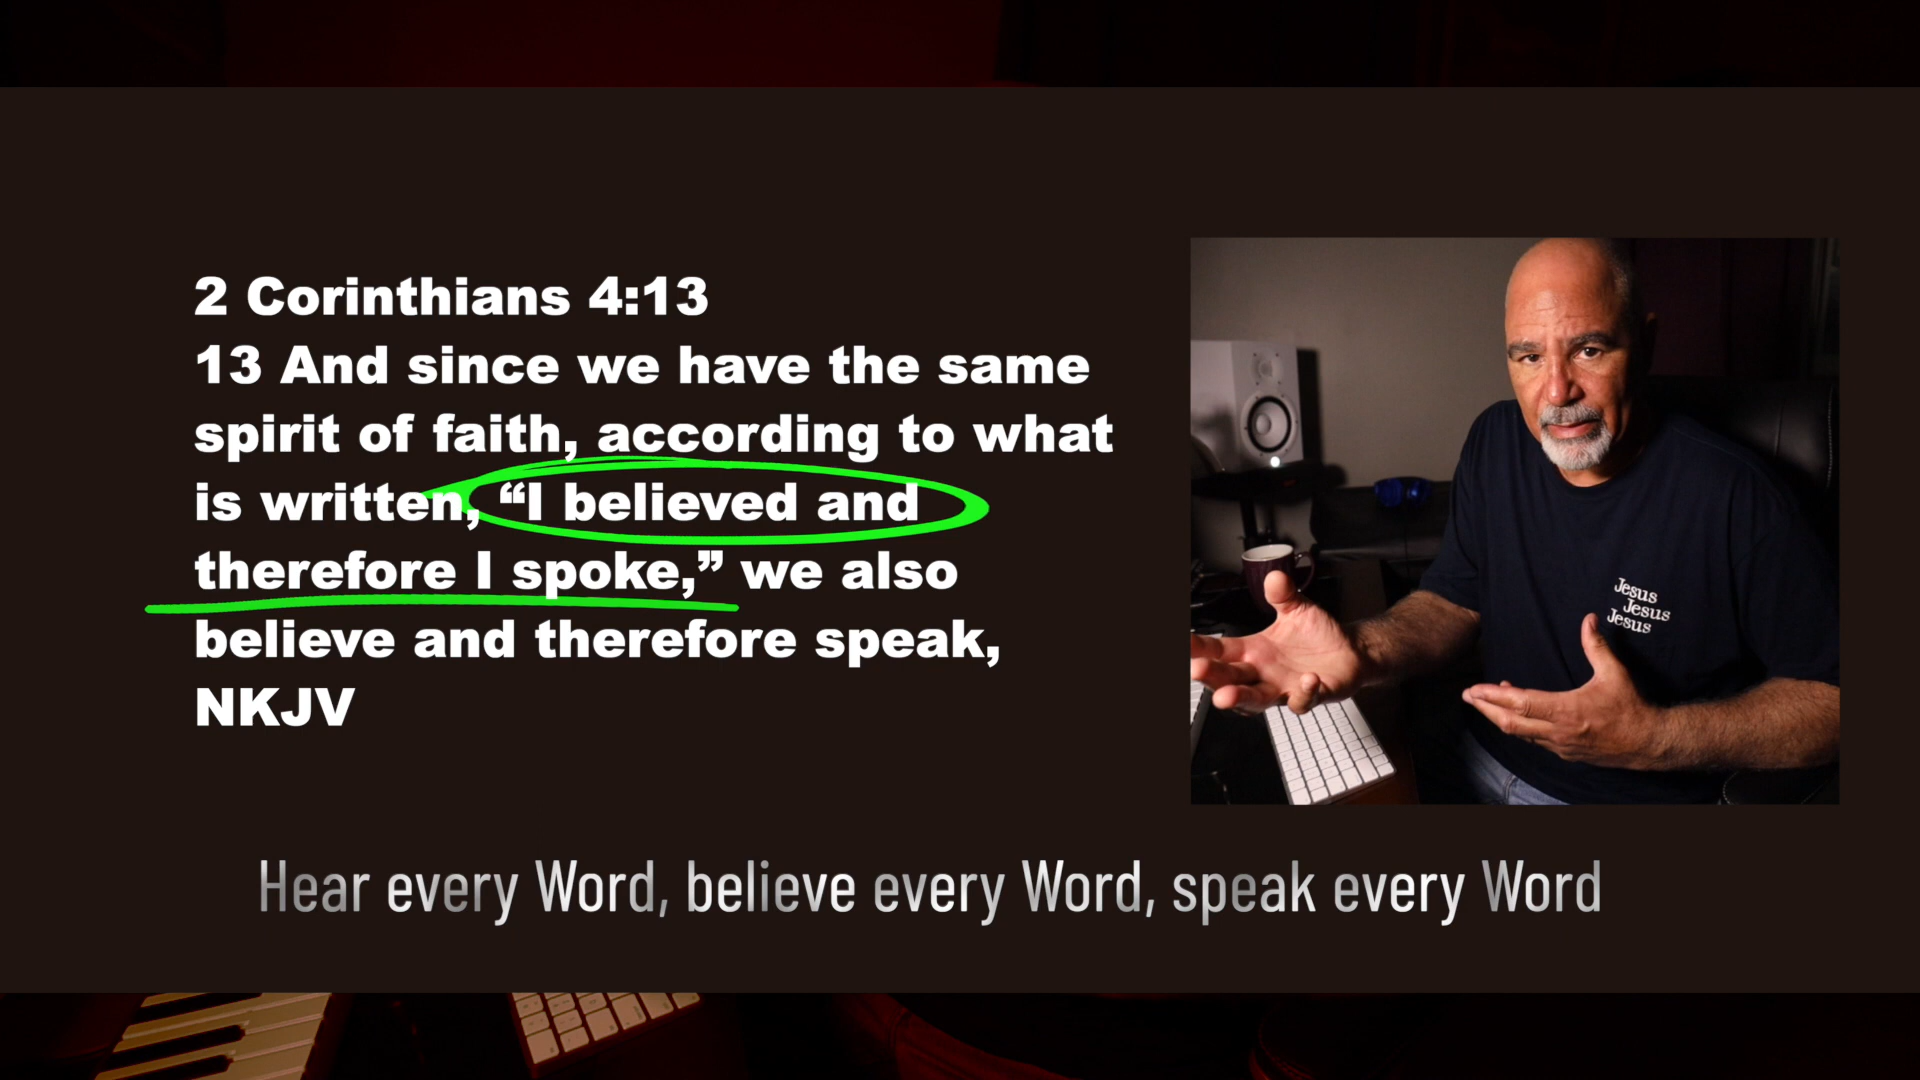 2 Corinthians 4:13
13 And since we have the same
spirit of faith, according to what
is written, “I believed and
therefore I spoke,” we also
believe and therefore speak,
NKJV
Jesus
Jesus
Jesus
Hear every Word, believe every Word, speak every Word